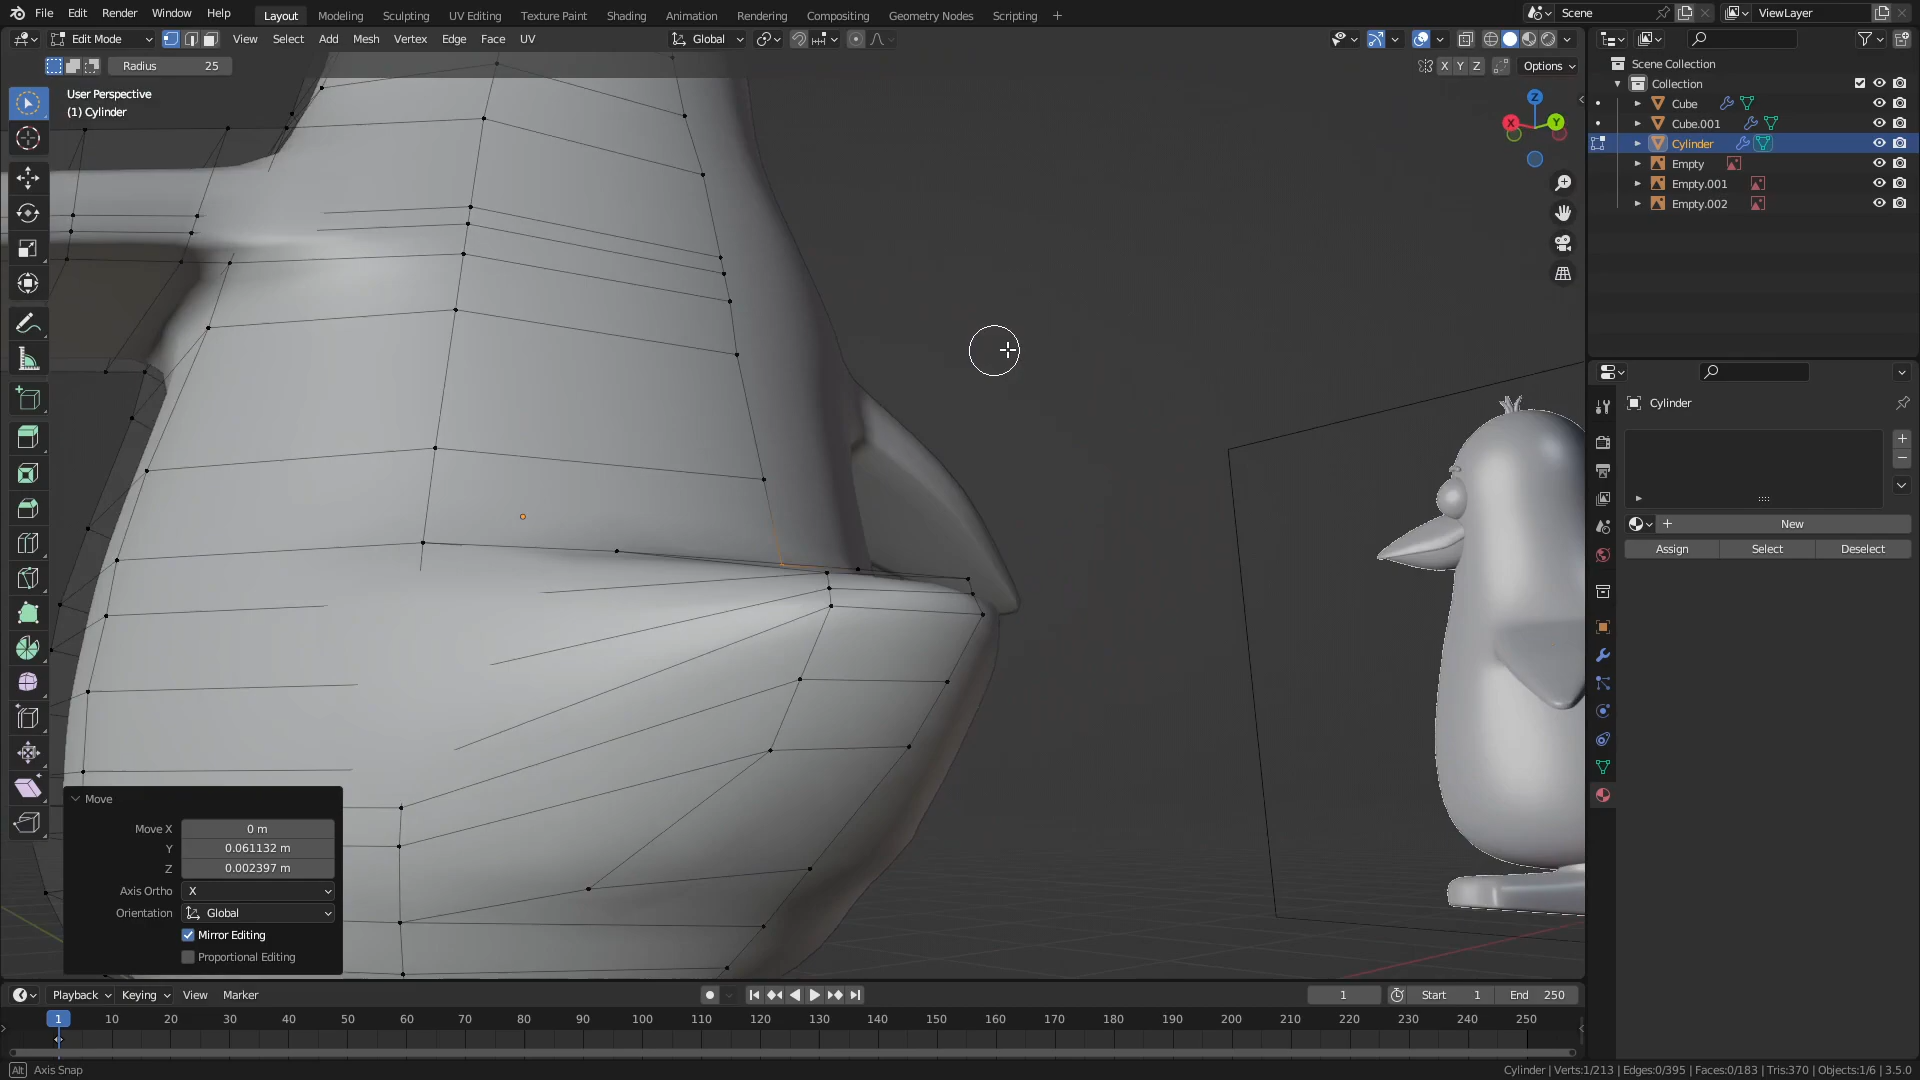 File Edit Render Window Help Layout Modeling Sculpting UV Editing Texture Paint Shading Animation Rendering Compositing Geometry Nodes Scripting + Scene ViewLayer
Edit Mode View Select Add Mesh Vertex Edge Face UV Global
Radius 25 X Y Z Options
User Perspective
(1) Cylinder
Z
X Y
Scene Collection
Collection
Cube
Cube.001
Cylinder
Empty
Empty.001
Empty.002
Cylinder
+ New
Assign Select Deselect
Move
Move X 0 m
Y 0.061132 m
Z 0.002397 m
Axis Ortho X
Orientation Global
Mirror Editing
Proportional Editing
Playback Keying View Marker 1 Start 1 End 250
1 10 20 30 40 50 60 70 80 90 100 110 120 130 140 150 160 170 180 190 200 210 220 230 240 250
Alt Axis Snap Cylinder | Verts:1/213 | Edges:0/395 | Faces:0/183 | Tris:370 | Objects:1/6 | 3.5.0